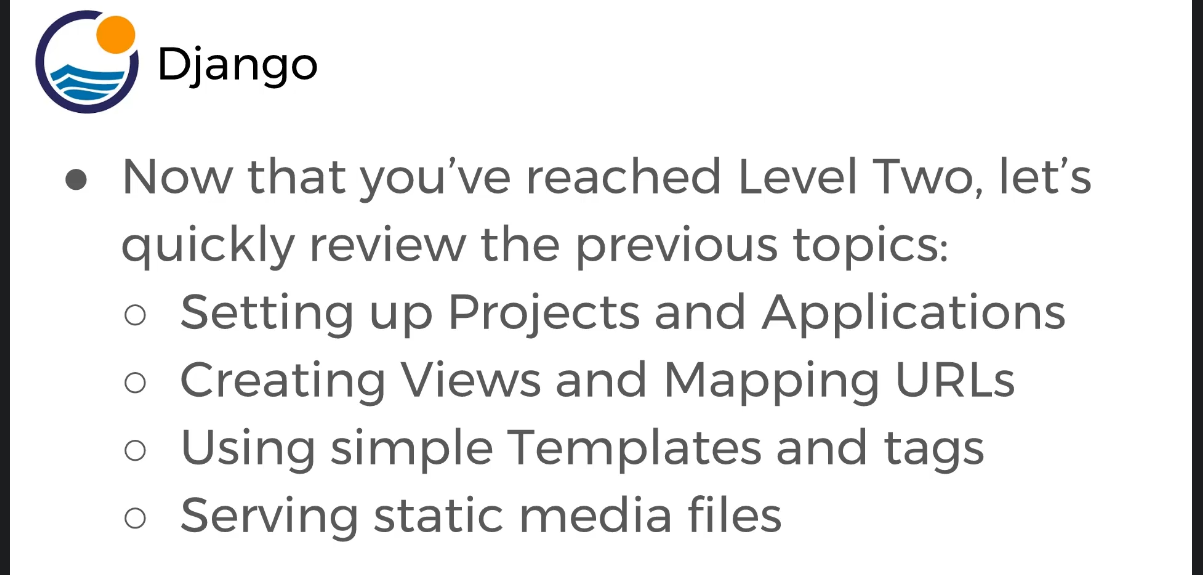 Django
● Now that you’ve reached Level Two, let’s
quickly review the previous topics:
○ Setting up Projects and Applications
○ Creating Views and Mapping URLs
○ Using simple Templates and tags
○ Serving static media files